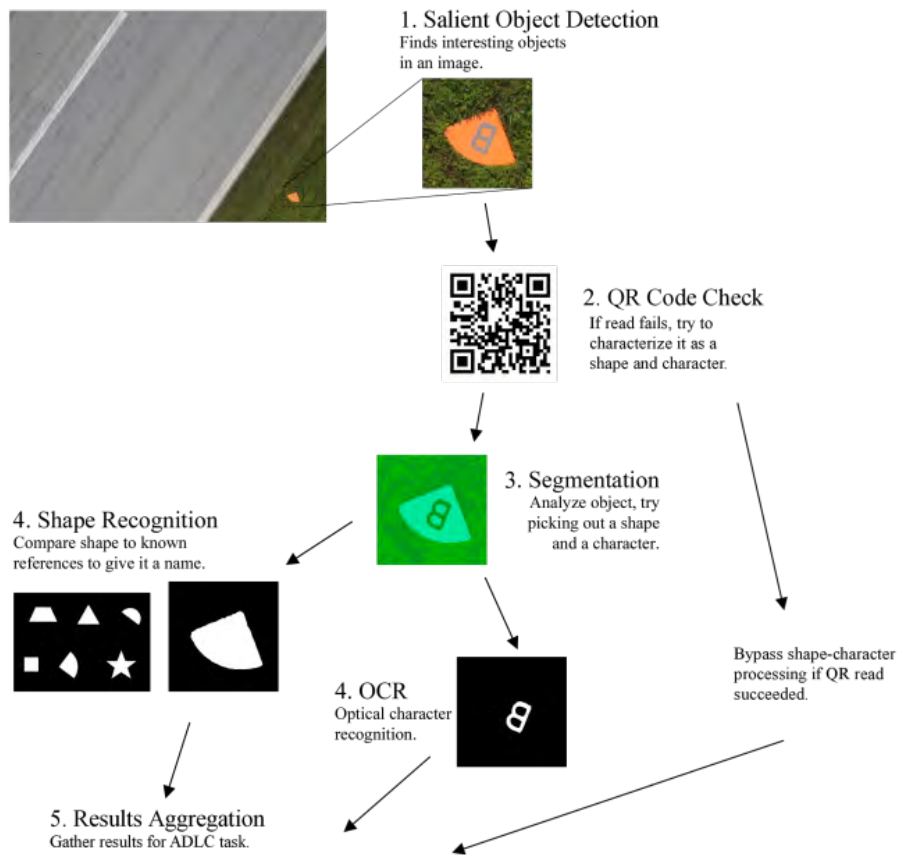 1. Salient Object Detection
Finds interesting objects
in an image.
B
2. QR Code Check
If read fails, try to
characterize it as a
shape and character.
3. Segmentation
Analyze object, try
picking out a shape
and a character.
B
4. Shape Recognition
Compare shape to known
references to give it a name.
4. OCR
Optical character
recognition.
B
Bypass shape-character
processing if QR read
succeeded.
5. Results Aggregation
Gather results for ADLC task.